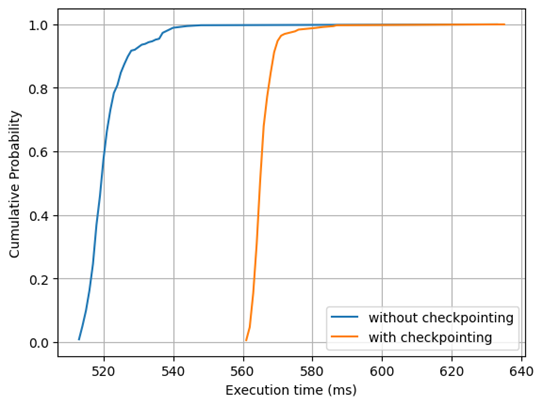 1.0
0.8
0.6
0.4
0.2
0.0
Cumulative Probability
520 540 560 580 600 620 640
Execution time (ms)
without checkpointing
with checkpointing